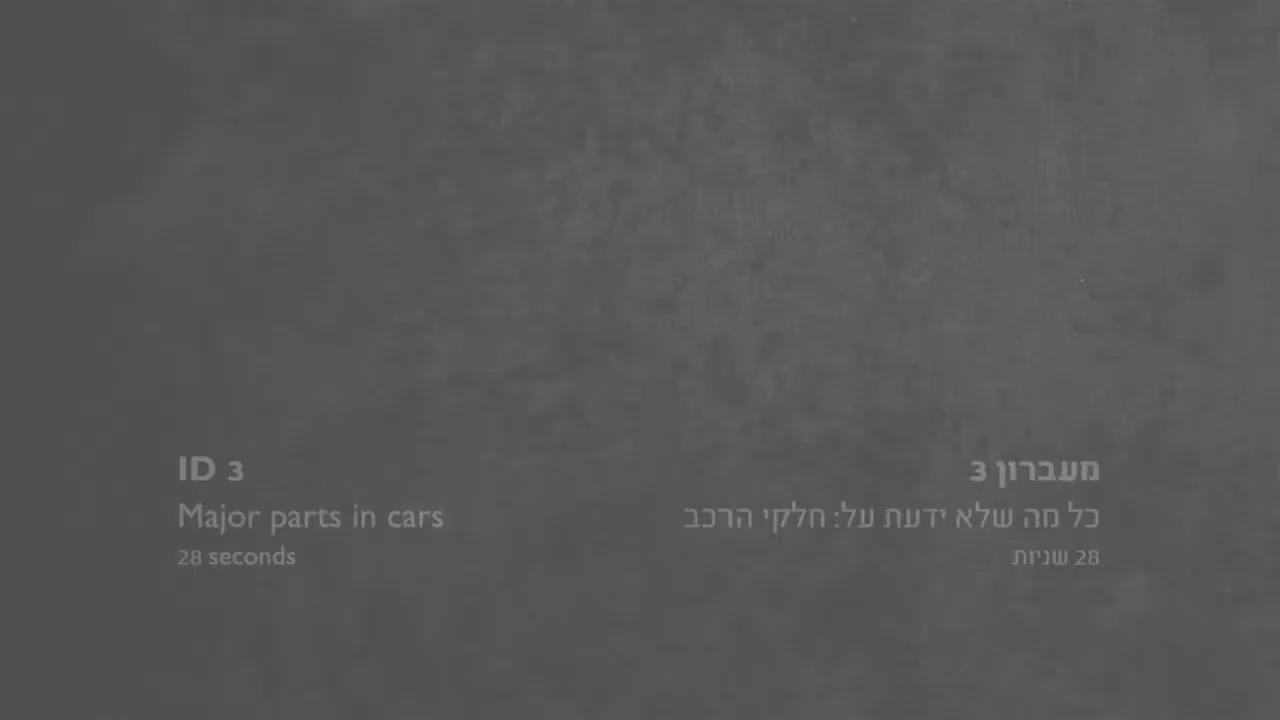 ID 3
Major parts in cars
28 seconds
מעברון 3
כל מה שלא ידעת על: חלקי הרכב
28 שניות